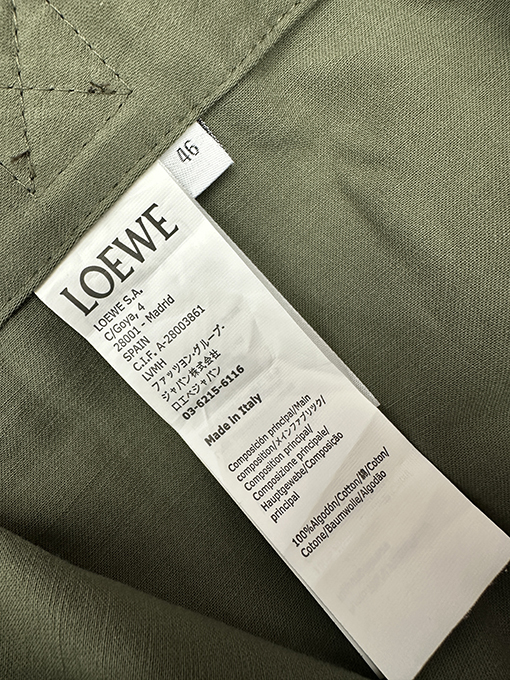 46
LOEWE
LOEWE S.A.
C/Goya, 4
28001 - Madrid
SPAIN
C.I.F. A-28003861
LVMH
ファッツョングループ-
ジャパン株式会社
ロエベジャパン
03-6215-6116
Made in Italy
Composición principal/Main
composition/メインファブリック/
Composition principal/
Composizione principale/
Hauptgewebe/Composição
principal
100%Algodón/Cotton/綿/Coton/
Cotone/Baumwolle/Algodão